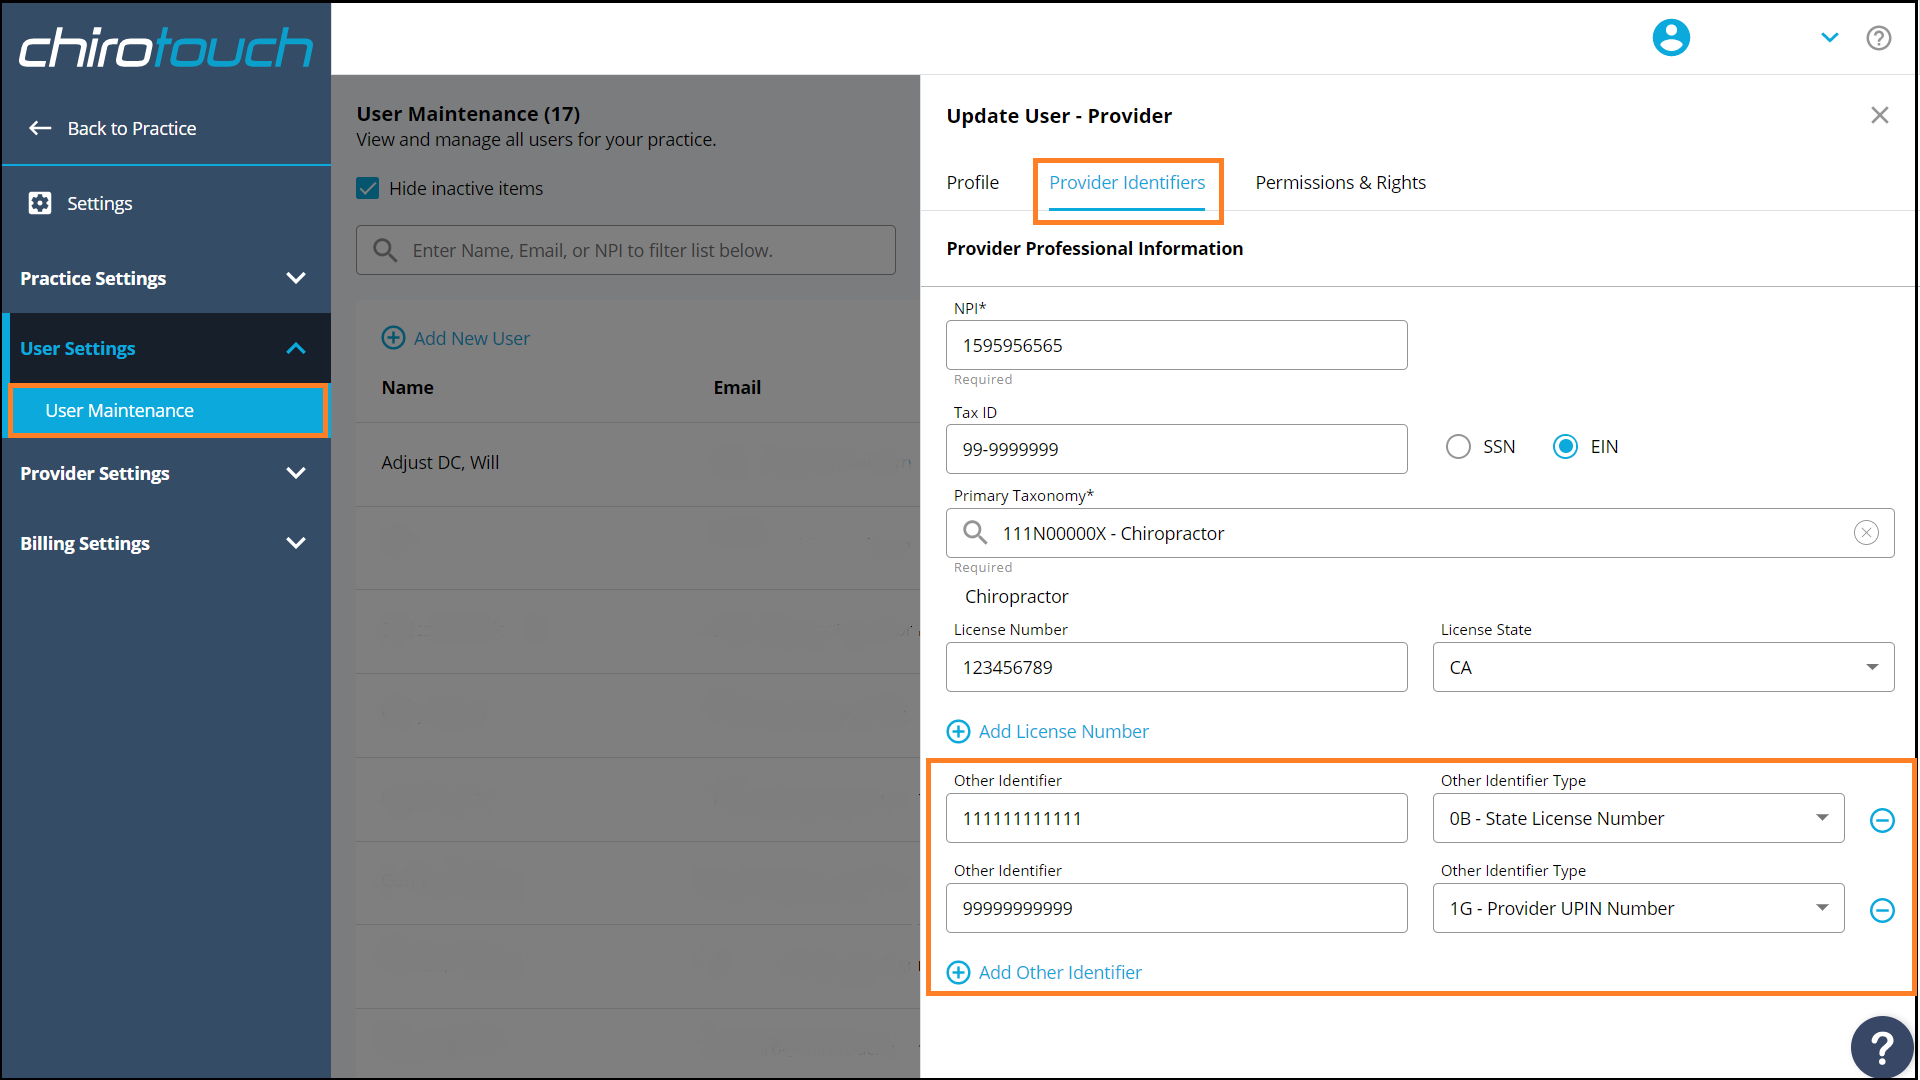 chirotouch
Back to Practice
Settings
Practice Settings
User Settings
User Maintenance
Provider Settings
Billing Settings
User Maintenance (17)
View and manage all users for your practice.
Hide inactive items
Enter Name, Email, or NPI to filter list below.
Add New User
Name Email
Adjust DC, Will
Update User - Provider
Profile Provider Identifiers Permissions & Rights
Provider Professional Information
NPI*
1595956565
Required
Tax ID
99-9999999 SSN EIN
Primary Taxonomy*
111N00000X - Chiropractor
Required
Chiropractor
License Number License State
123456789 CA
Add License Number
Other Identifier Other Identifier Type
111111111111 0B - State License Number
Other Identifier Other Identifier Type
99999999999 1G - Provider UPIN Number
Add Other Identifier
?